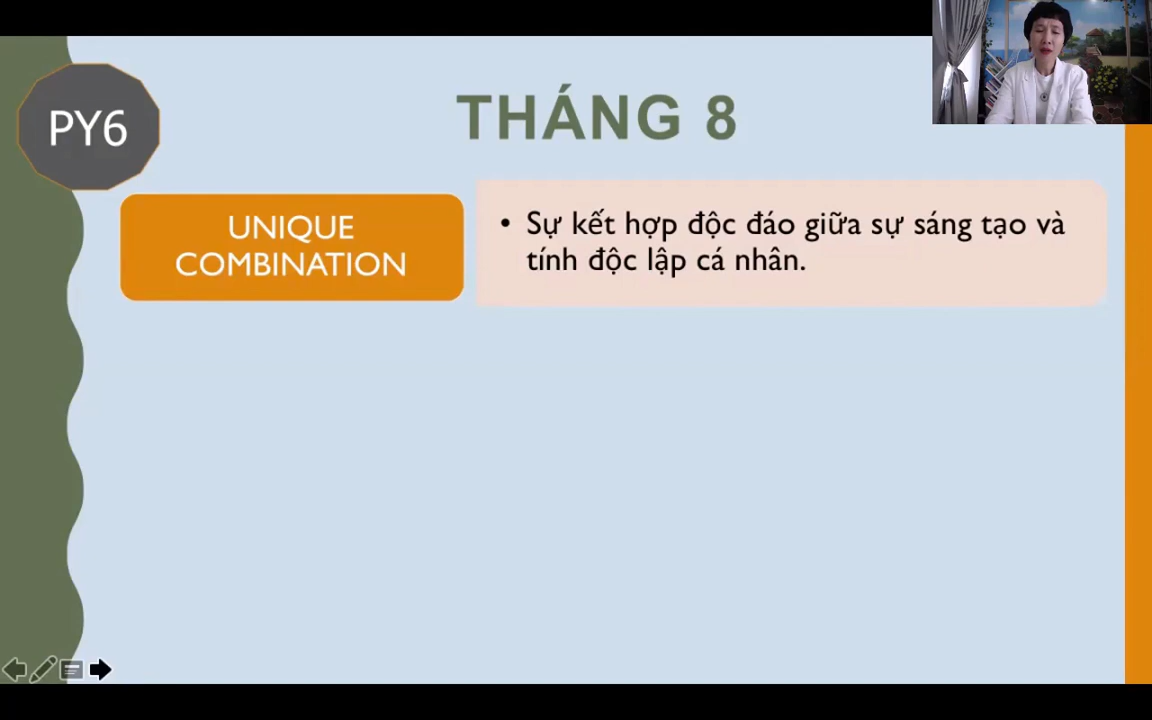 PY6
THÁNG 8
UNIQUE
COMBINATION
• Sự kết hợp độc đáo giữa sự sáng tạo và
tính độc lập cá nhân.